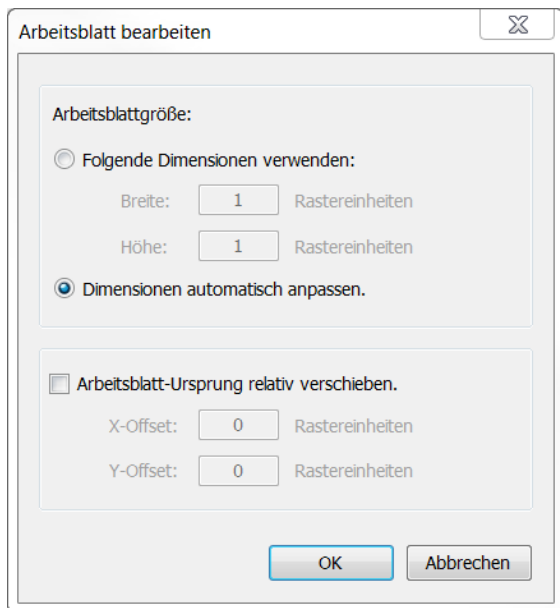 Arbeitsblatt bearbeiten
Arbeitsblattgröße:
Folgende Dimensionen verwenden:
Breite: 1 Rastereinheiten
Höhe: 1 Rastereinheiten
Dimensionen automatisch anpassen.
Arbeitsblatt-Ursprung relativ verschieben.
X-Offset: 0 Rastereinheiten
Y-Offset: 0 Rastereinheiten
OK Abbrechen